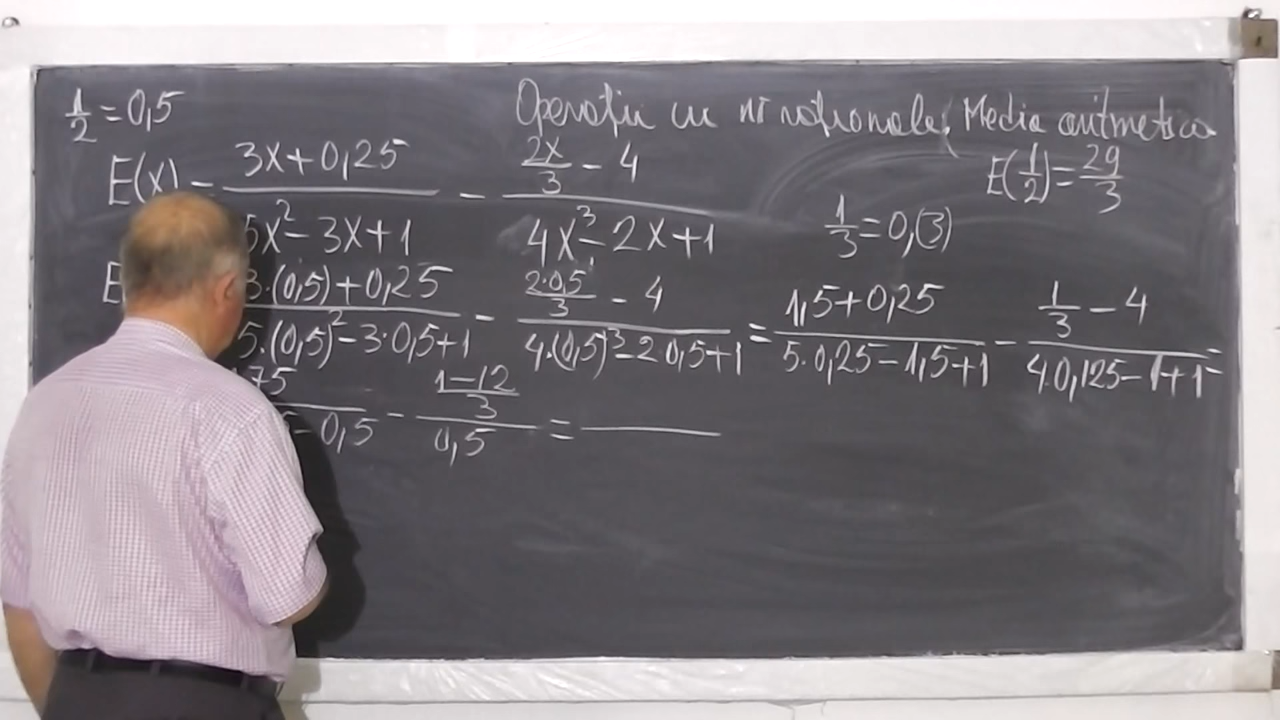 1/2 = 0,5
Operații cu nr raționale, Media aritmetica
E(x) = (3x+0,25)/(5x²-3x+1) - (2x/3 - 4)/(4x³-2x+1)
E(1/2) = 29/3
1/3 = 0,(3)
E 3·(0,5)+0,25/(5·(0,5)²-3·0,5+1) - (2·0,5/3 - 4)/(4·(0,5)³-2 0,5+1) = (1,5+0,25)/(5·0,25-1,5+1) - (1/3 - 4)/(4·0,125-1+1) =
75/(-0,5) - ((1-12)/3)/0,5 =